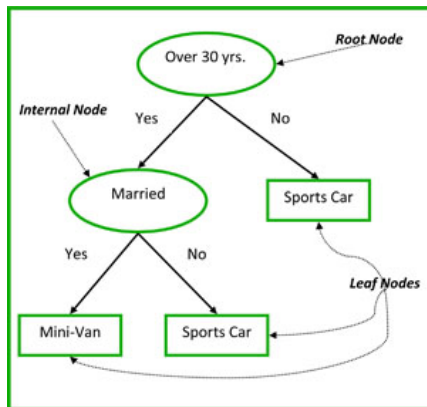 Root Node
Over 30 yrs.
Internal Node
Yes
No
Married
Sports Car
Yes
No
Leaf Nodes
Mini-Van
Sports Car